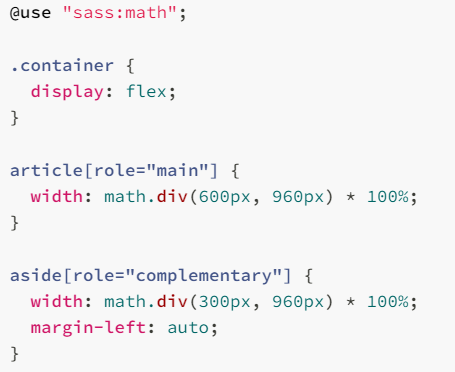 @use "sass:math";

.container {
  display: flex;
}

article[role="main"] {
  width: math.div(600px, 960px) * 100%;
}

aside[role="complementary"] {
  width: math.div(300px, 960px) * 100%;
  margin-left: auto;
}